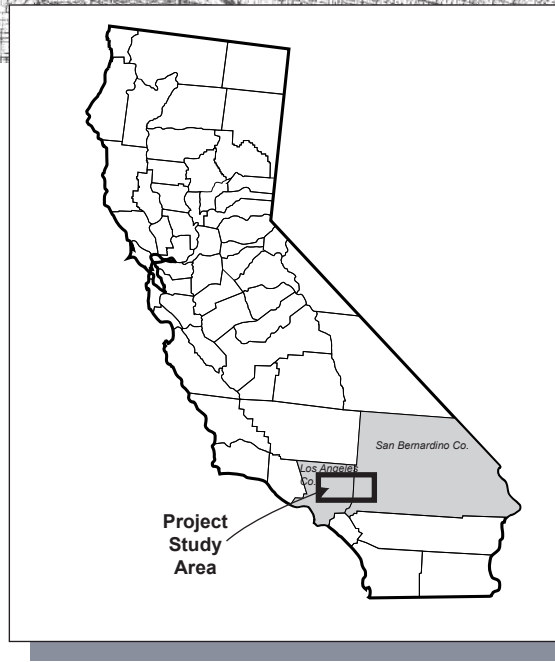 San Bernardino Co.
Los Angeles
Co.
Project
Study
Area